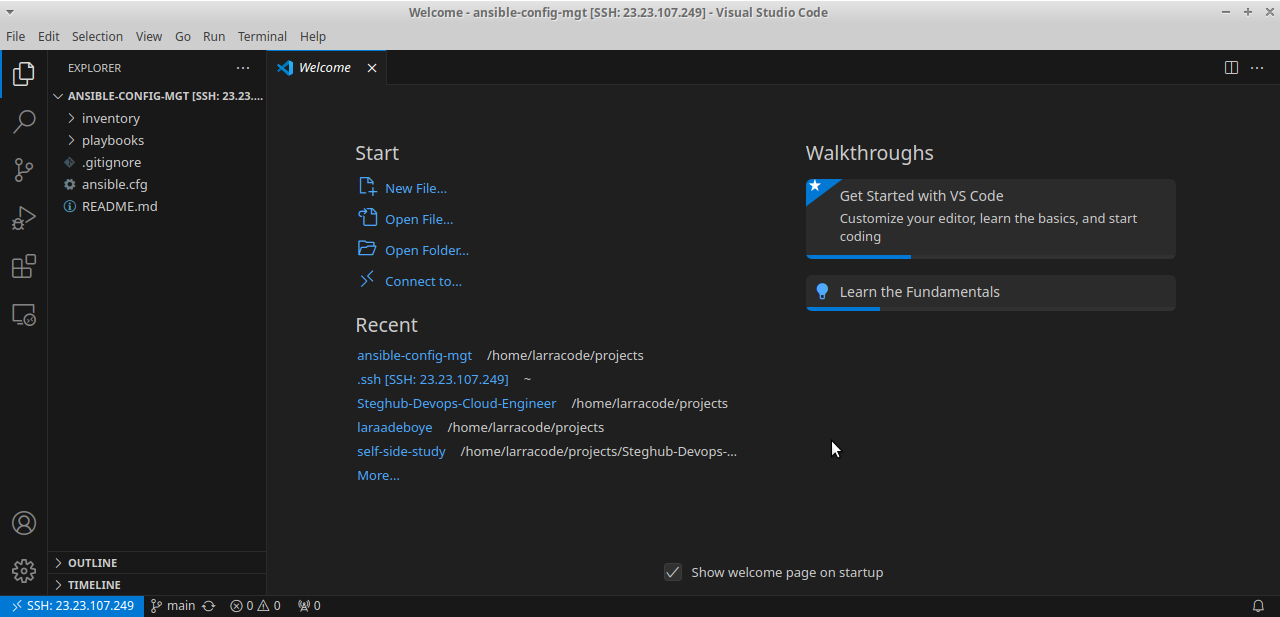 Welcome - ansible-config-mgt [SSH: 23.23.107.249] - Visual Studio Code
File Edit Selection View Go Run Terminal Help
EXPLORER
ANSIBLE-CONFIG-MGT [SSH: 23.23....
inventory
playbooks
.gitignore
ansible.cfg
README.md
OUTLINE
TIMELINE
Welcome
Start
New File...
Open File...
Open Folder...
Connect to...
Recent
ansible-config-mgt /home/larracode/projects
.ssh [SSH: 23.23.107.249] ~
Steghub-Devops-Cloud-Engineer /home/larracode/projects
laraadeboye /home/larracode/projects
self-side-study /home/larracode/projects/Steghub-Devops-...
More...
Walkthroughs
Get Started with VS Code
Customize your editor, learn the basics, and start
coding
Learn the Fundamentals
Show welcome page on startup
SSH: 23.23.107.249 main 0 0 0